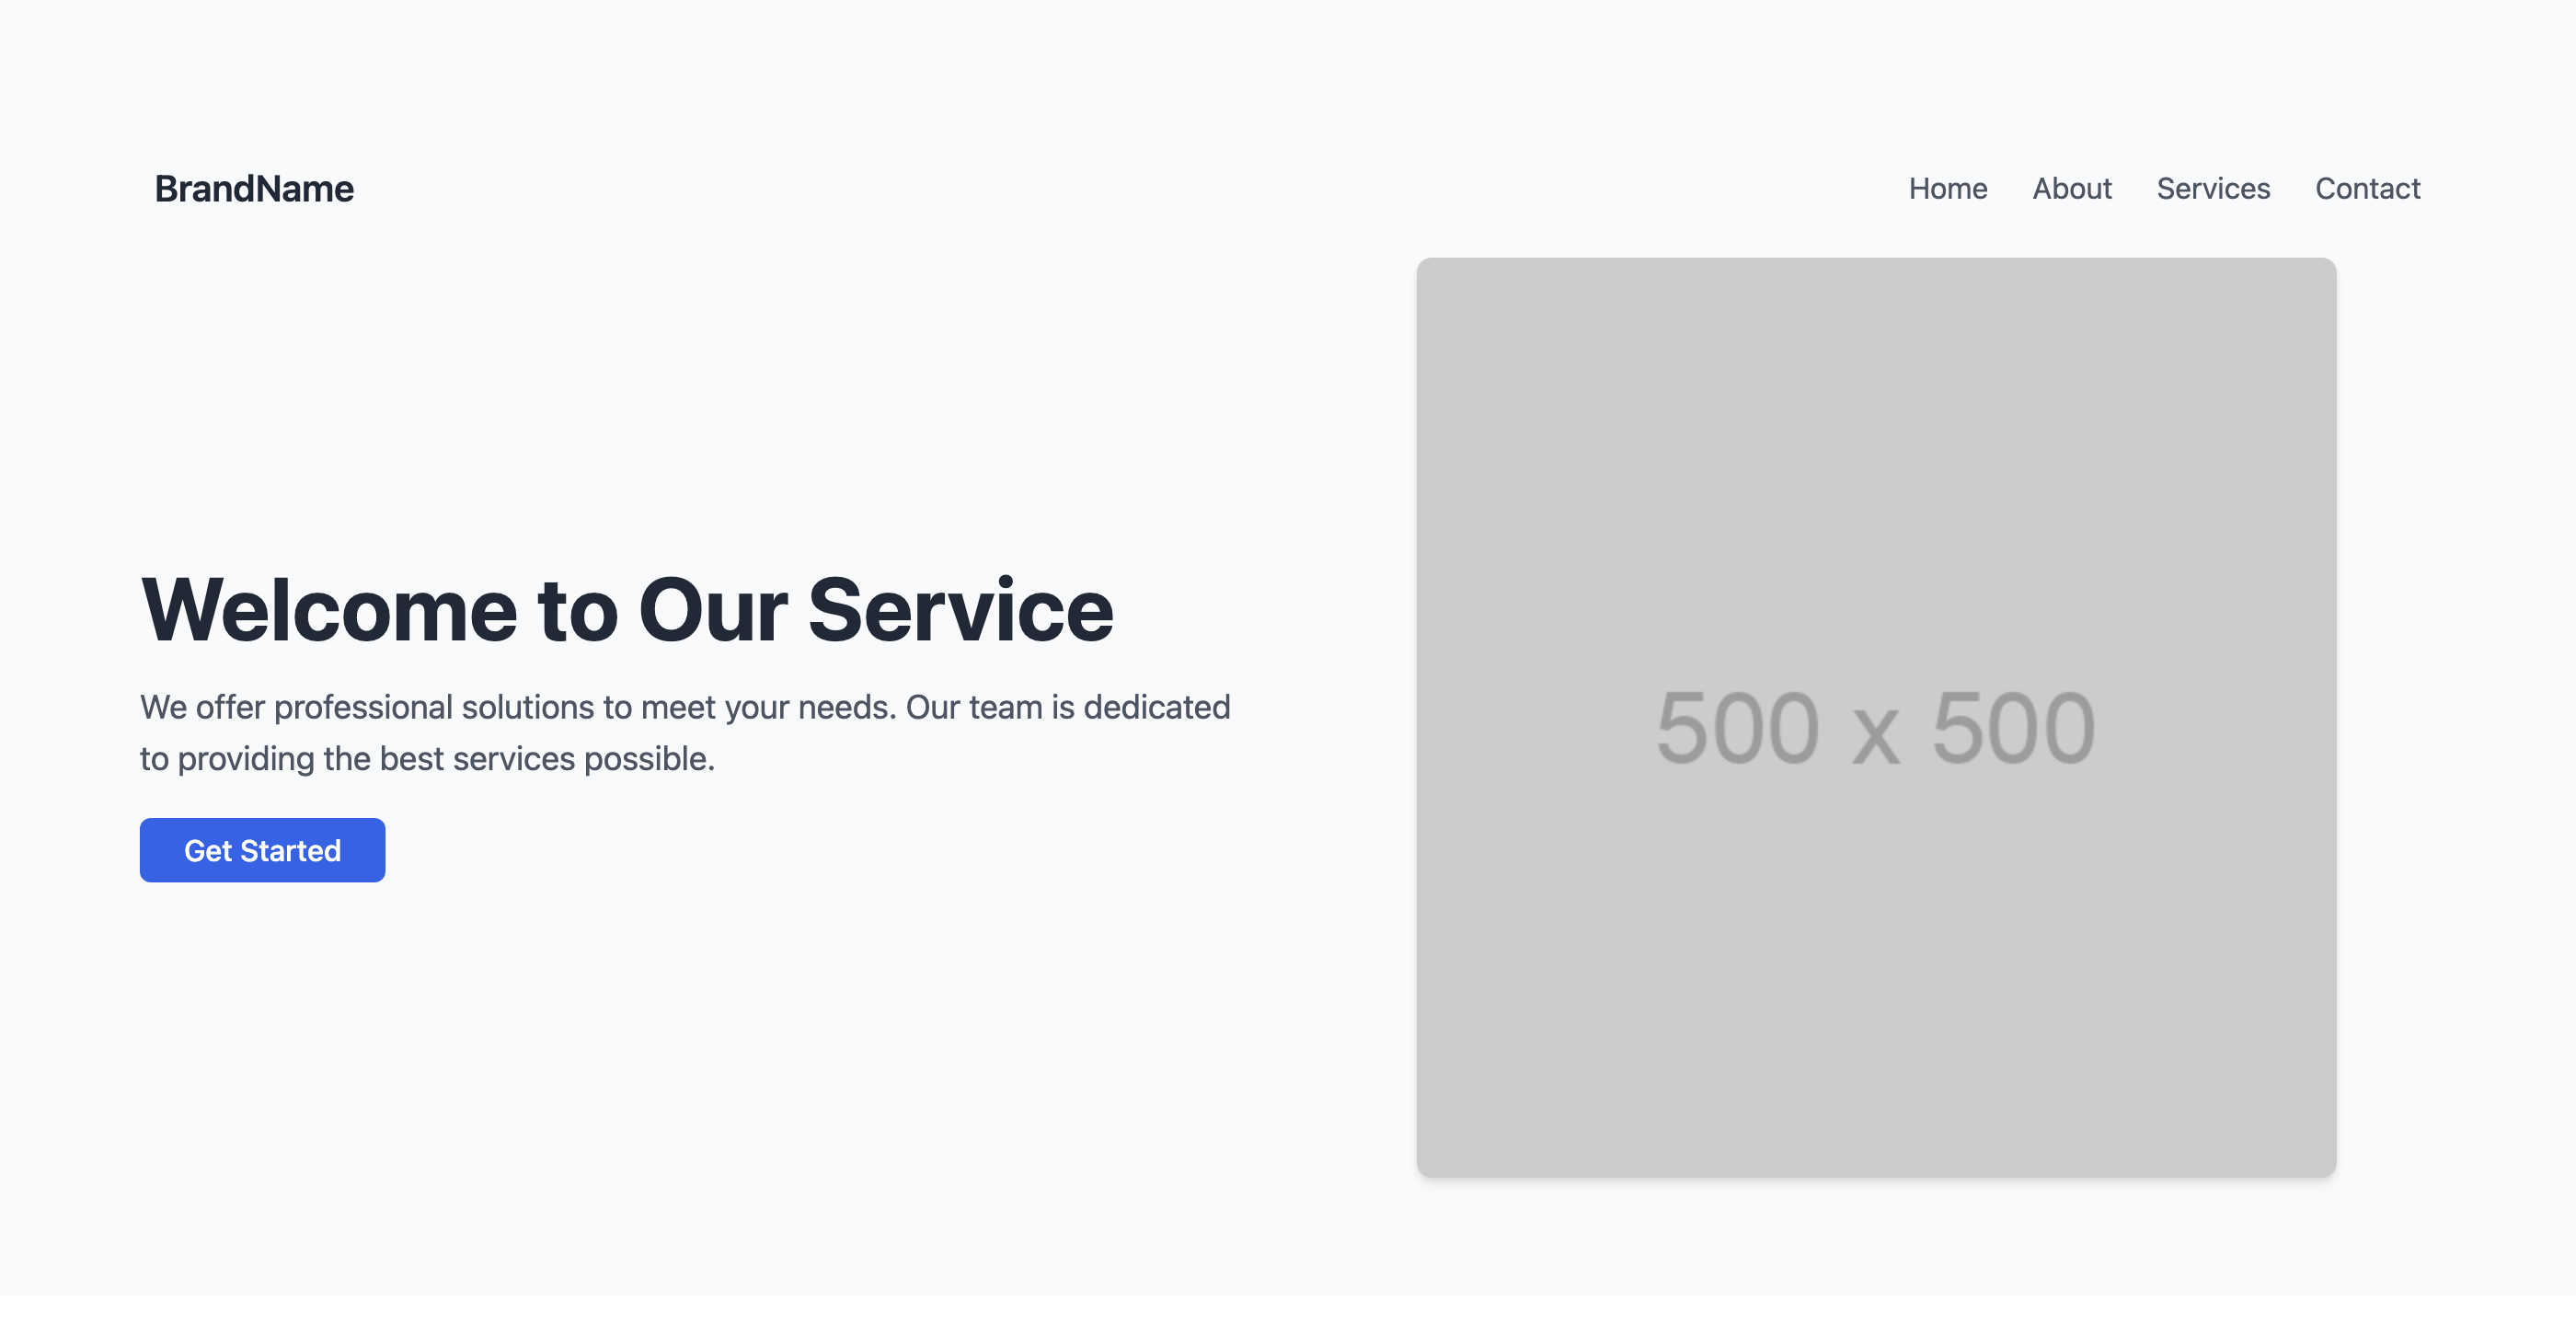 BrandName
Home About Services Contact
Welcome to Our Service
We offer professional solutions to meet your needs. Our team is dedicated
to providing the best services possible.
Get Started
500 x 500